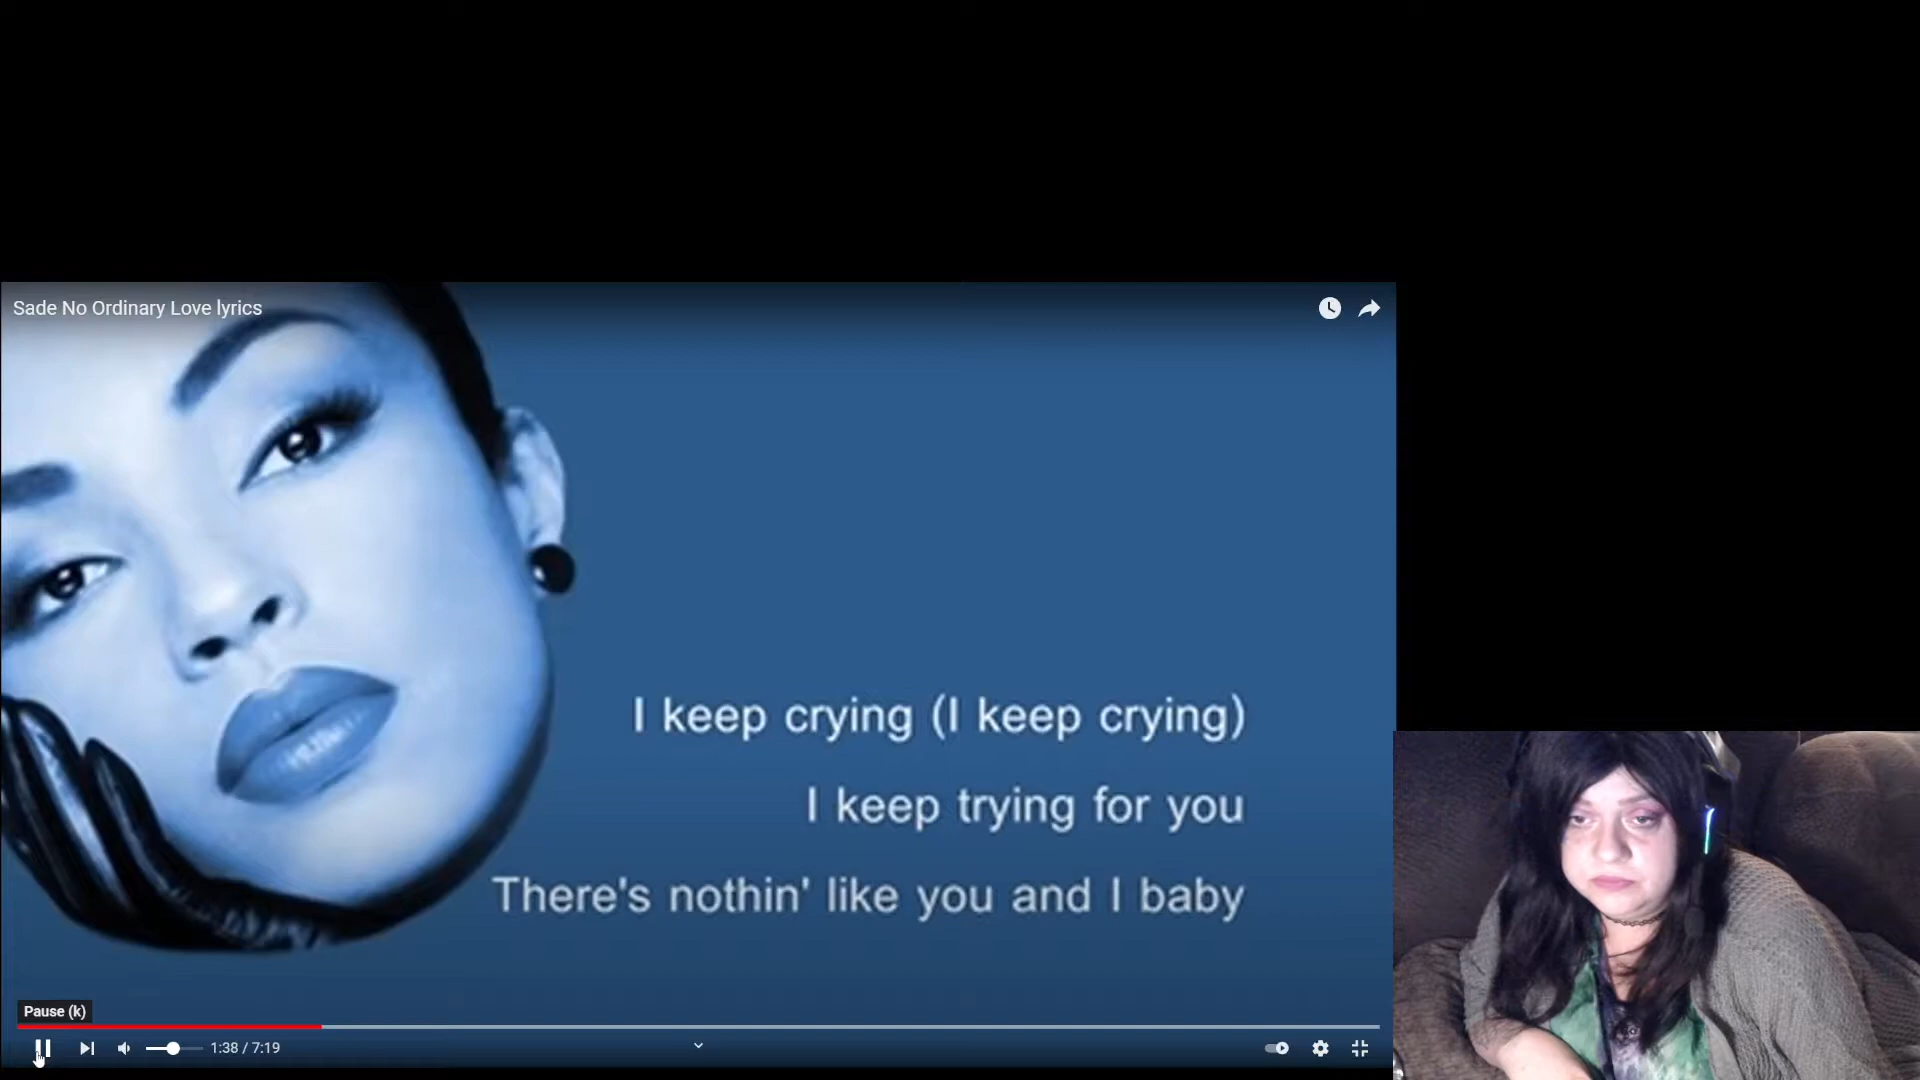 Sade No Ordinary Love lyrics
I keep crying (I keep crying)
I keep trying for you
There's nothin' like you and I baby
Pause (k)
1:38 / 7:19